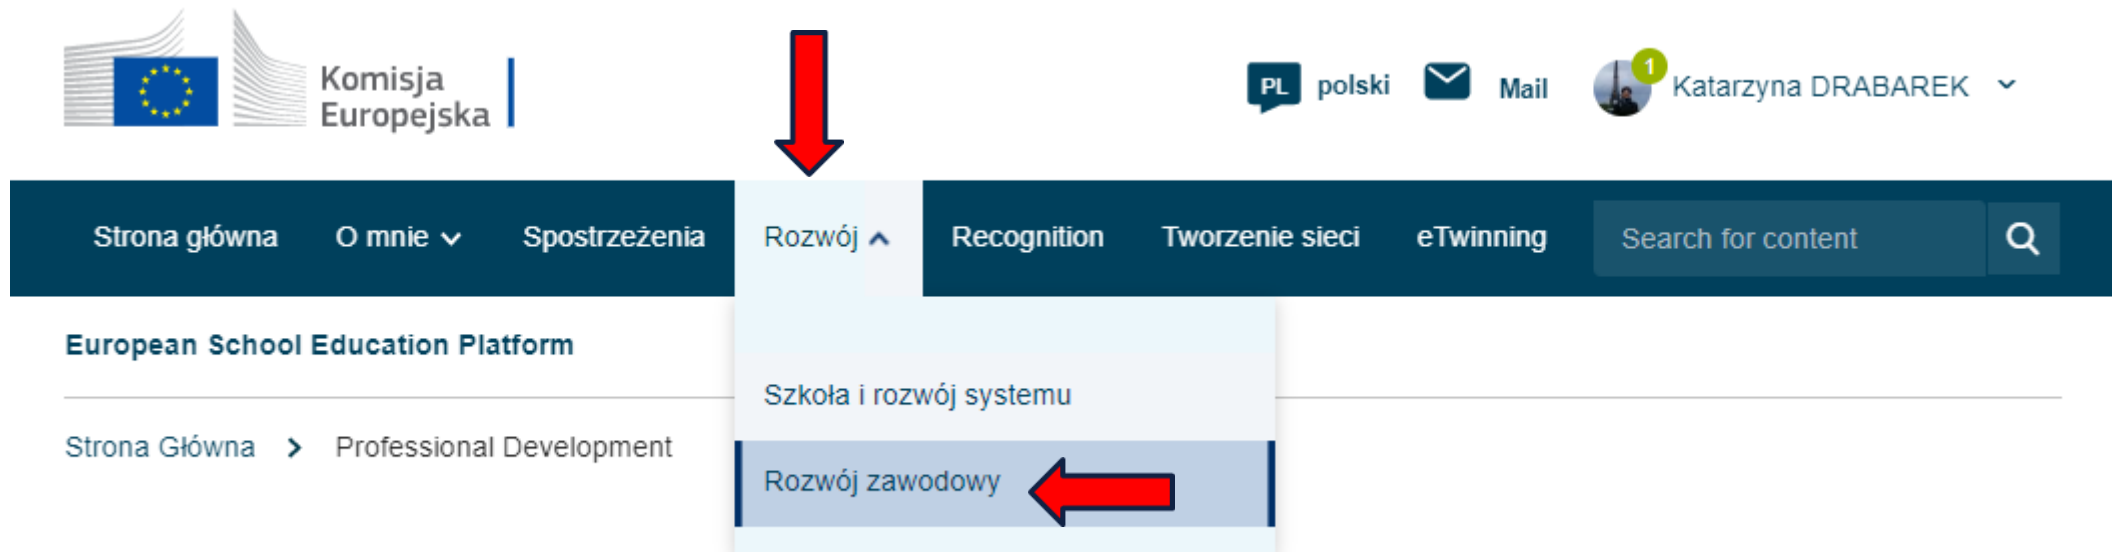 Komisja
Europejska
PL polski Mail 1 Katarzyna DRABAREK
Strona główna O mnie Spostrzeżenia Rozwój Recognition Tworzenie sieci eTwinning Search for content
European School Education Platform
Szkoła i rozwój systemu
Strona Główna > Professional Development
Rozwój zawodowy